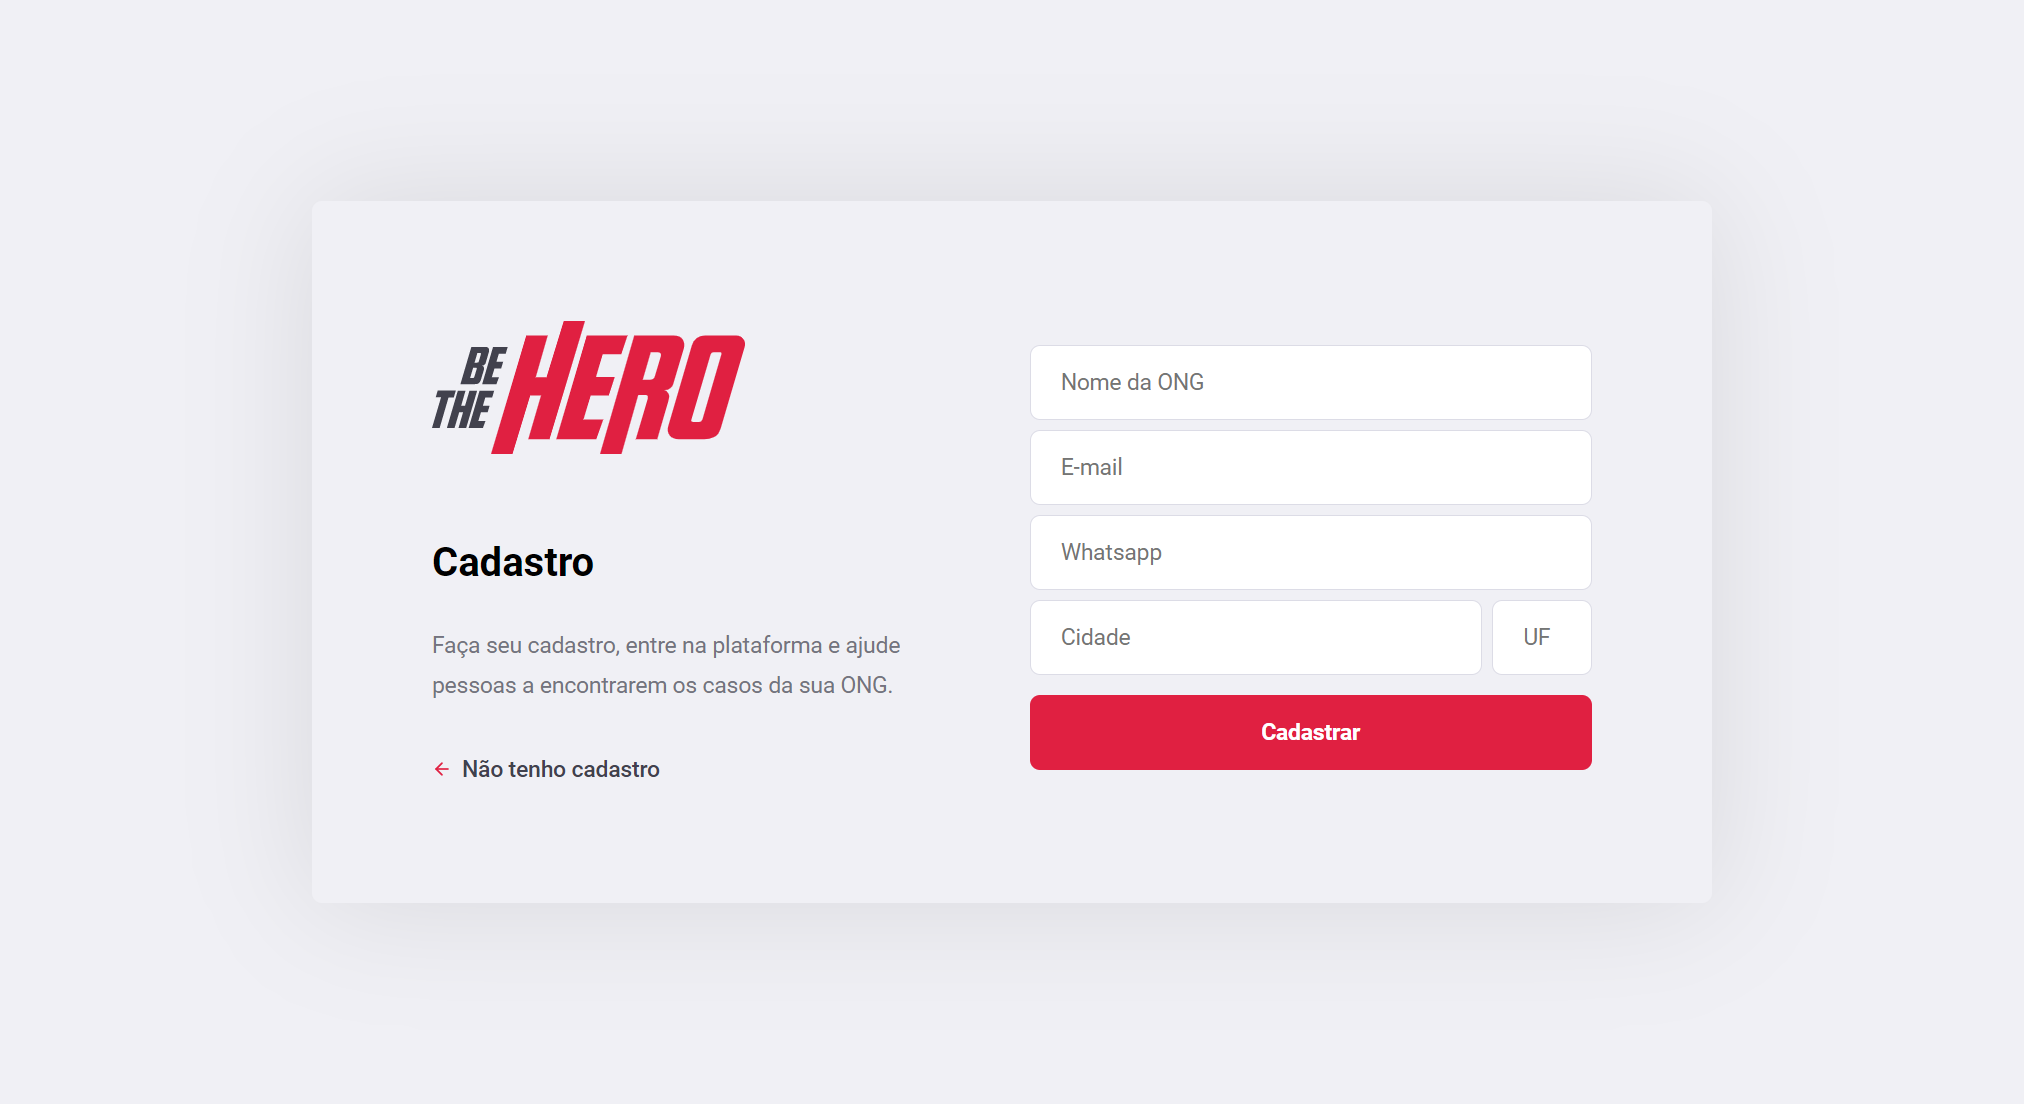 BE
THE
HERO
Cadastro
Faça seu cadastro, entre na plataforma e ajude
pessoas a encontrarem os casos da sua ONG.
Não tenho cadastro
Nome da ONG
E-mail
Whatsapp
Cidade
UF
Cadastrar